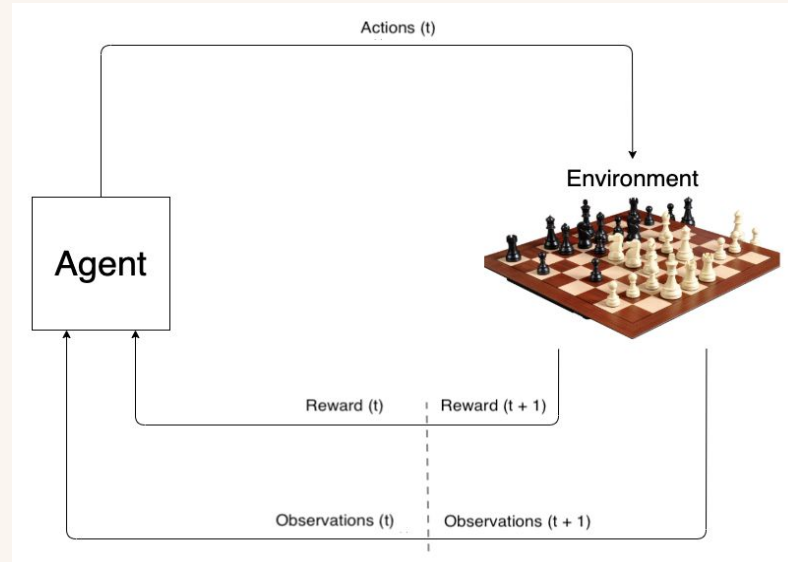 Actions (t)
Environment
Agent
Reward (t)
Reward (t + 1)
Observations (t)
Observations (t + 1)